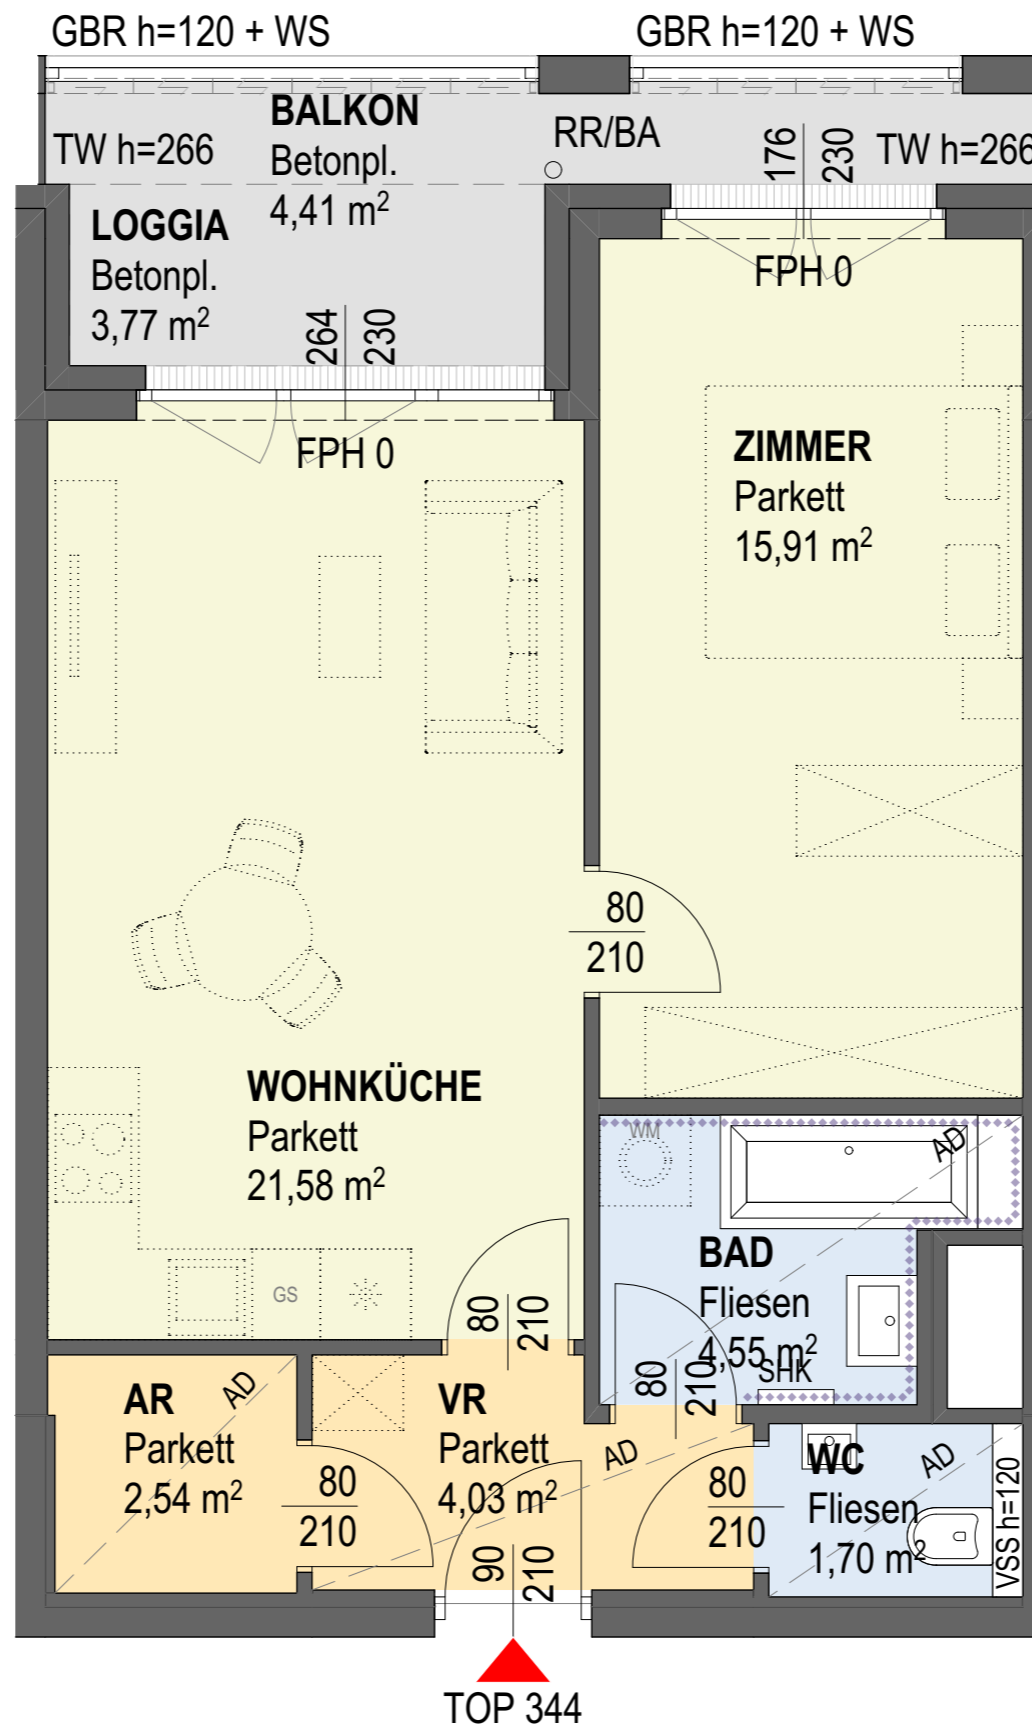 GBR h=120 + WS
GBR h=120 + WS
BALKON
Betonpl.
4,41 m²
TW h=266
RR/BA
176
230
TW h=266
LOGGIA
Betonpl.
3,77 m²
264
230
FPH 0
FPH 0
ZIMMER
Parkett
15,91 m²
80
210
WOHNKÜCHE
Parkett
21,58 m²
GS
80
210
WM
AD
BAD
Fliesen
4,55 m²
SHK
80
210
AR
Parkett
2,54 m²
AD
80
210
VR
Parkett
4,03 m²
AD
90
210
80
210
WC
Fliesen
1,70 m²
AD
VSS h=120
TOP 344